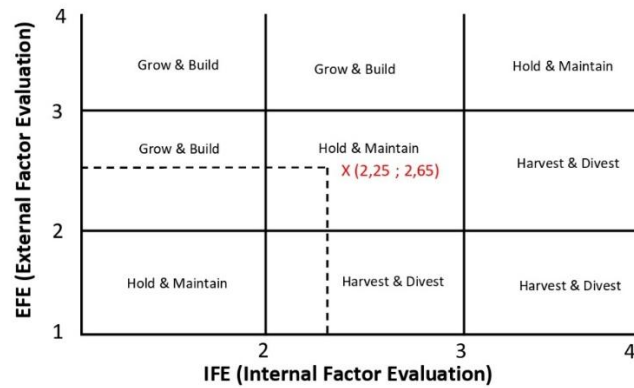 4
Grow & Build
Grow & Build
Hold & Maintain
3
Grow & Build
Hold & Maintain
Harvest & Divest
X (2,25 ; 2,65)
2
Hold & Maintain
Harvest & Divest
Harvest & Divest
1
2
3
4
EFE (External Factor Evaluation)
IFE (Internal Factor Evaluation)